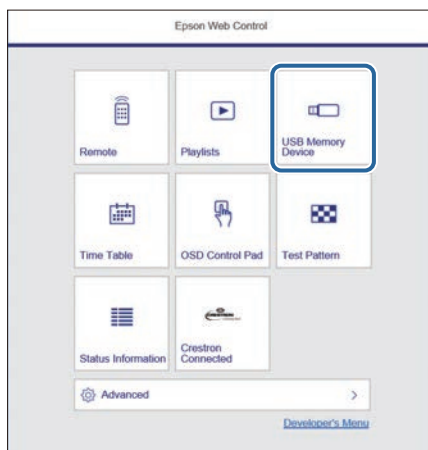 Epson Web Control
Remote
Playlists
USB Memory
Device
Time Table
OSD Control Pad
Test Pattern
Status Information
Crestron
Connected
Advanced
Developer's Menu